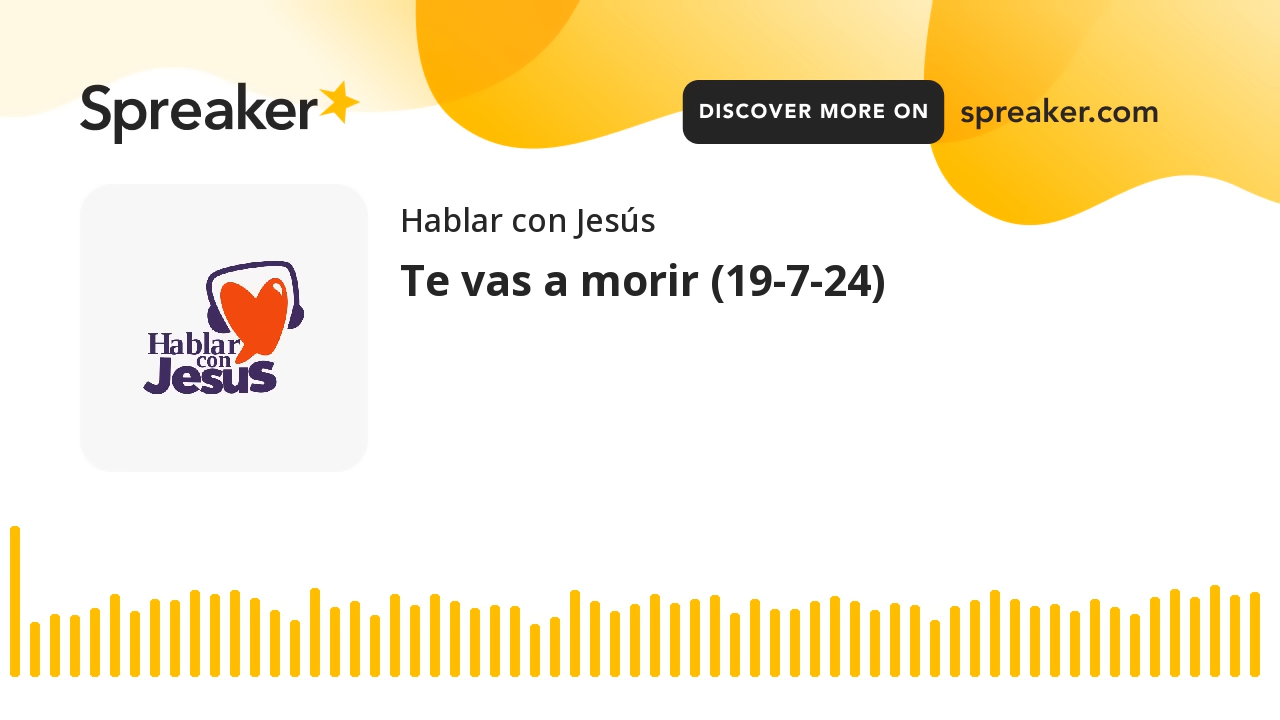 Spreaker
DISCOVER MORE ON
spreaker.com
Hablar con Jesús
Te vas a morir (19-7-24)
Hablar
con
Jesus